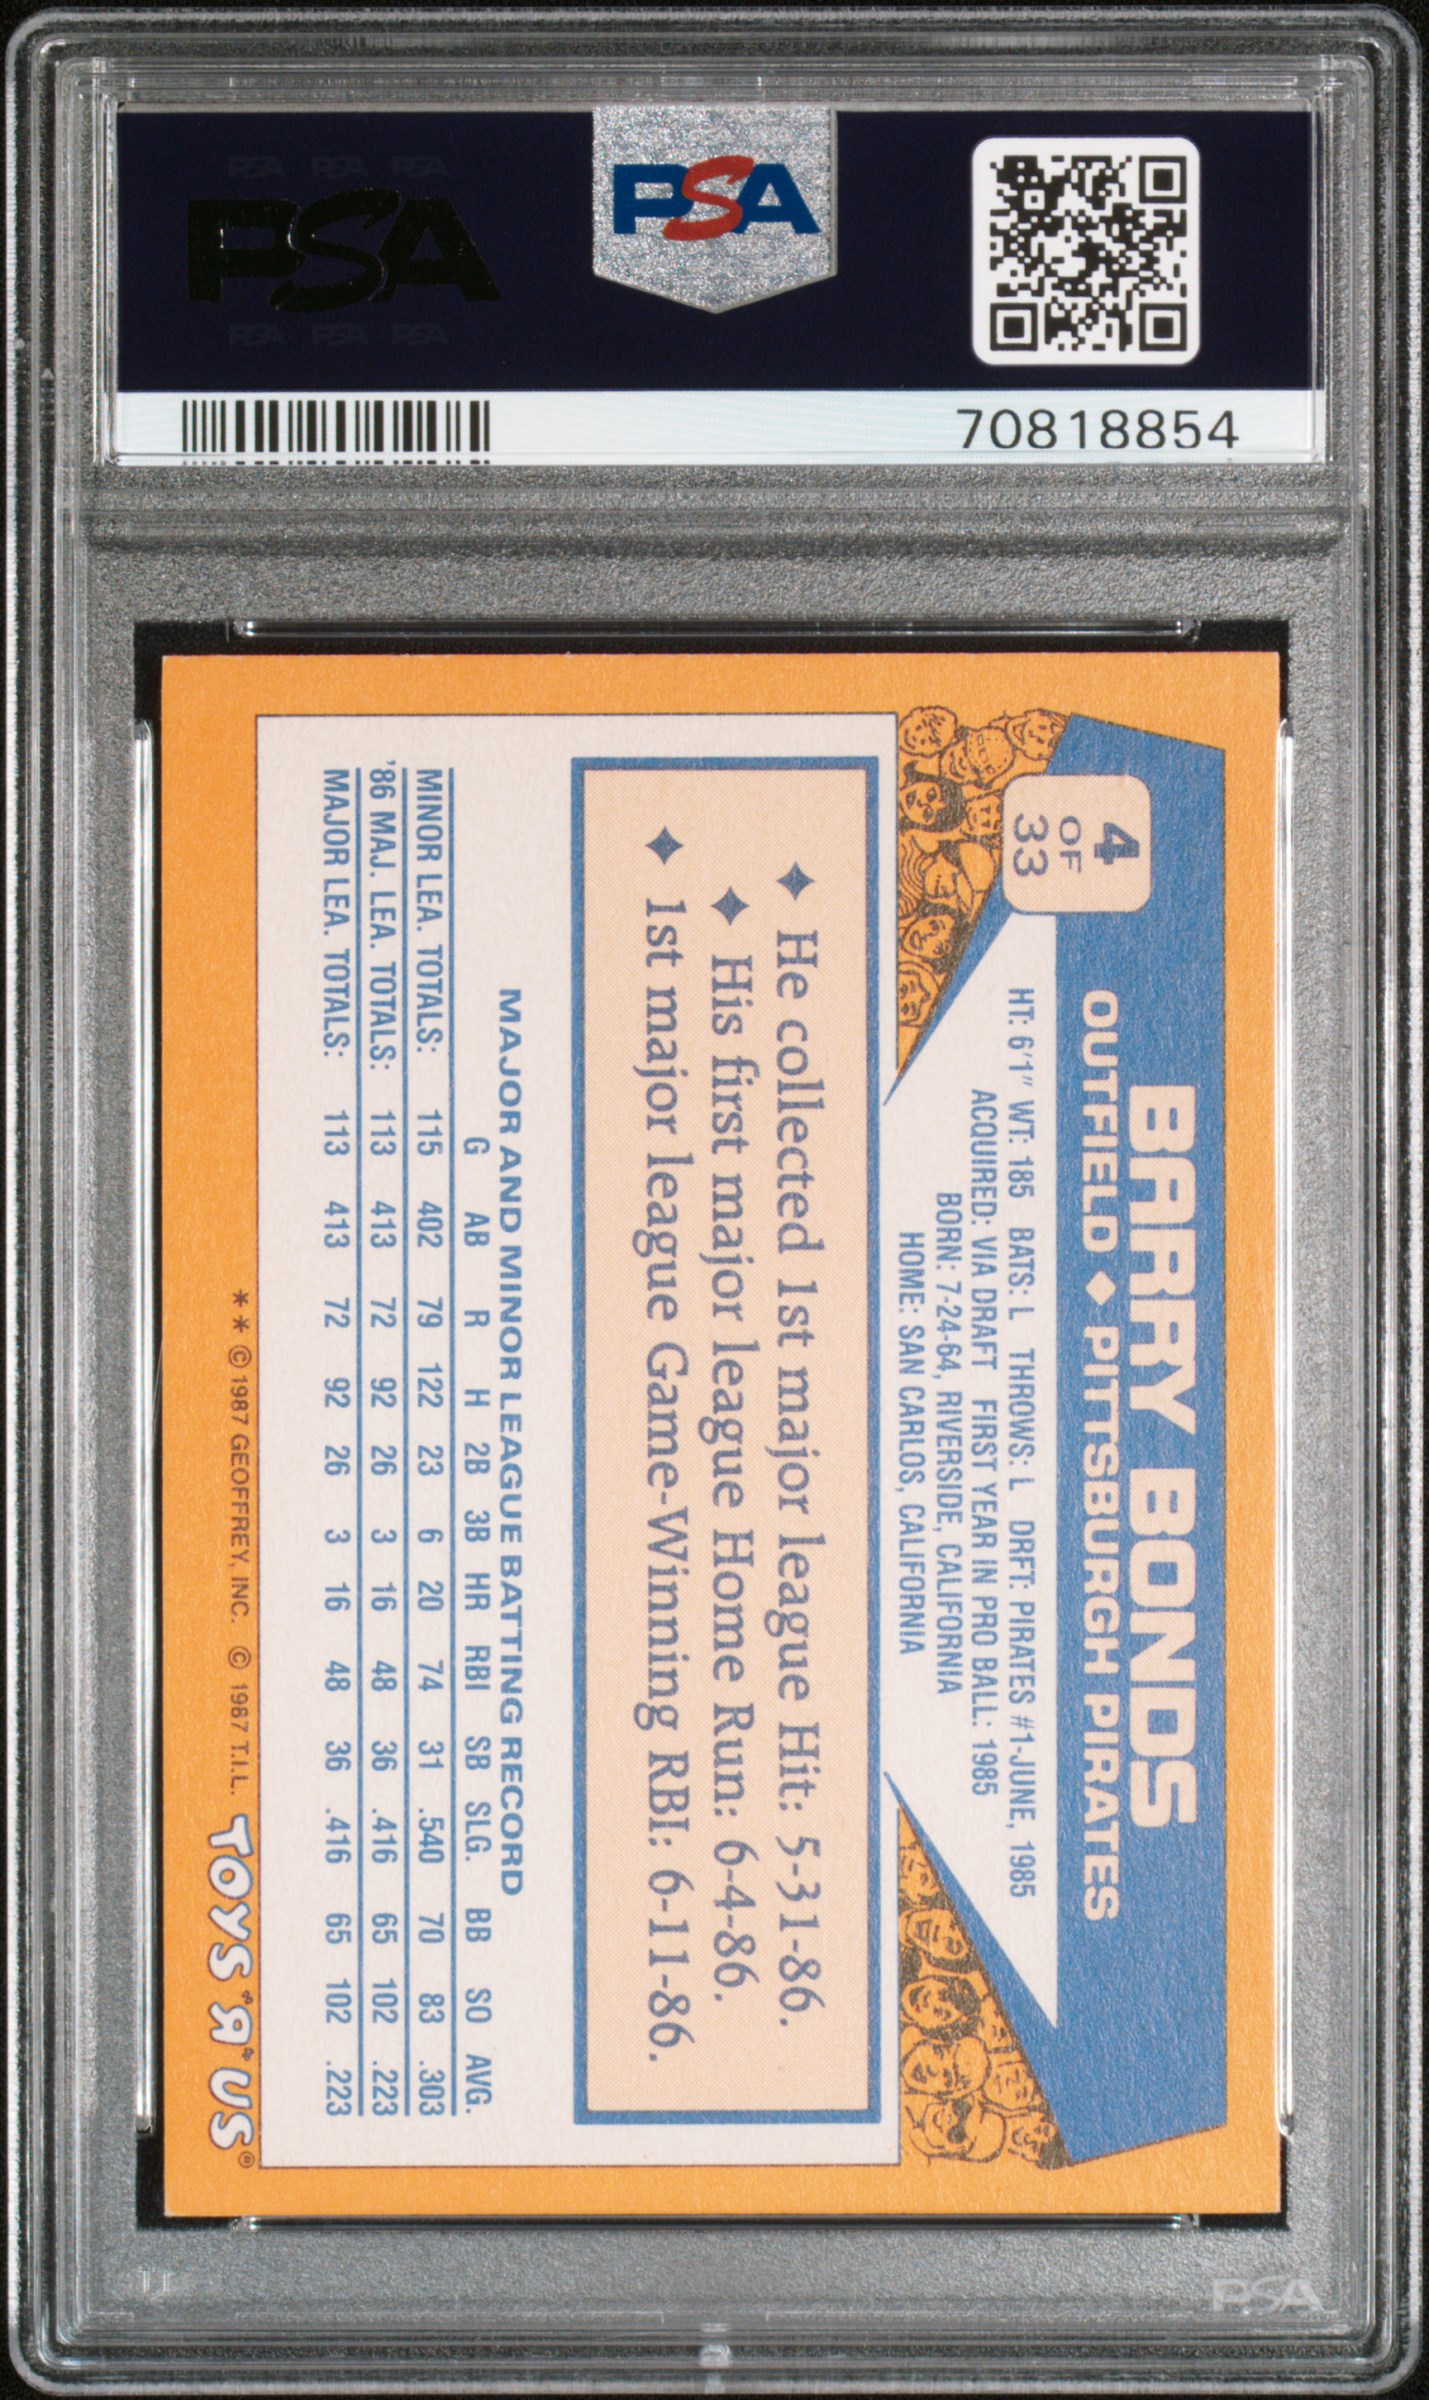 PSA PSA PSA
PSA
PSA PSA PSA
PSA
70818854
4
OF
33
BARRY BONDS
OUTFIELD ◆ PITTSBURGH PIRATES
HT: 6'1" WT: 185 BATS: L THROWS: L DRFT: PIRATES #1-JUNE, 1985
ACQUIRED: VIA DRAFT FIRST YEAR IN PRO BALL: 1985
BORN: 7-24-64, RIVERSIDE, CALIFORNIA
HOME: SAN CARLOS, CALIFORNIA
◆ He collected 1st major league Hit: 5-31-86.
◆ His first major league Home Run: 6-4-86.
◆ 1st major league Game-Winning RBI: 6-11-86.
MAJOR AND MINOR LEAGUE BATTING RECORD
G AB R H 2B 3B HR RBI SB SLG. BB SO AVG.
MINOR LEA. TOTALS: 115 402 79 122 23 6 20 74 31 .540 70 83 .303
'86 MAJ. LEA. TOTALS: 113 413 72 92 26 3 16 48 36 .416 65 102 .223
MAJOR LEA. TOTALS: 113 413 72 92 26 3 16 48 36 .416 65 102 .223
** © 1987 GEOFFREY, INC. © 1987 T.I.L. TOYS "R" US®
PSA